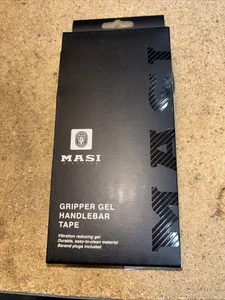 MASI
GRIPPER GEL
HANDLEBAR
TAPE
Vibration reducing gel
Durable, easy-to-clean material
Barend plugs included
MASI